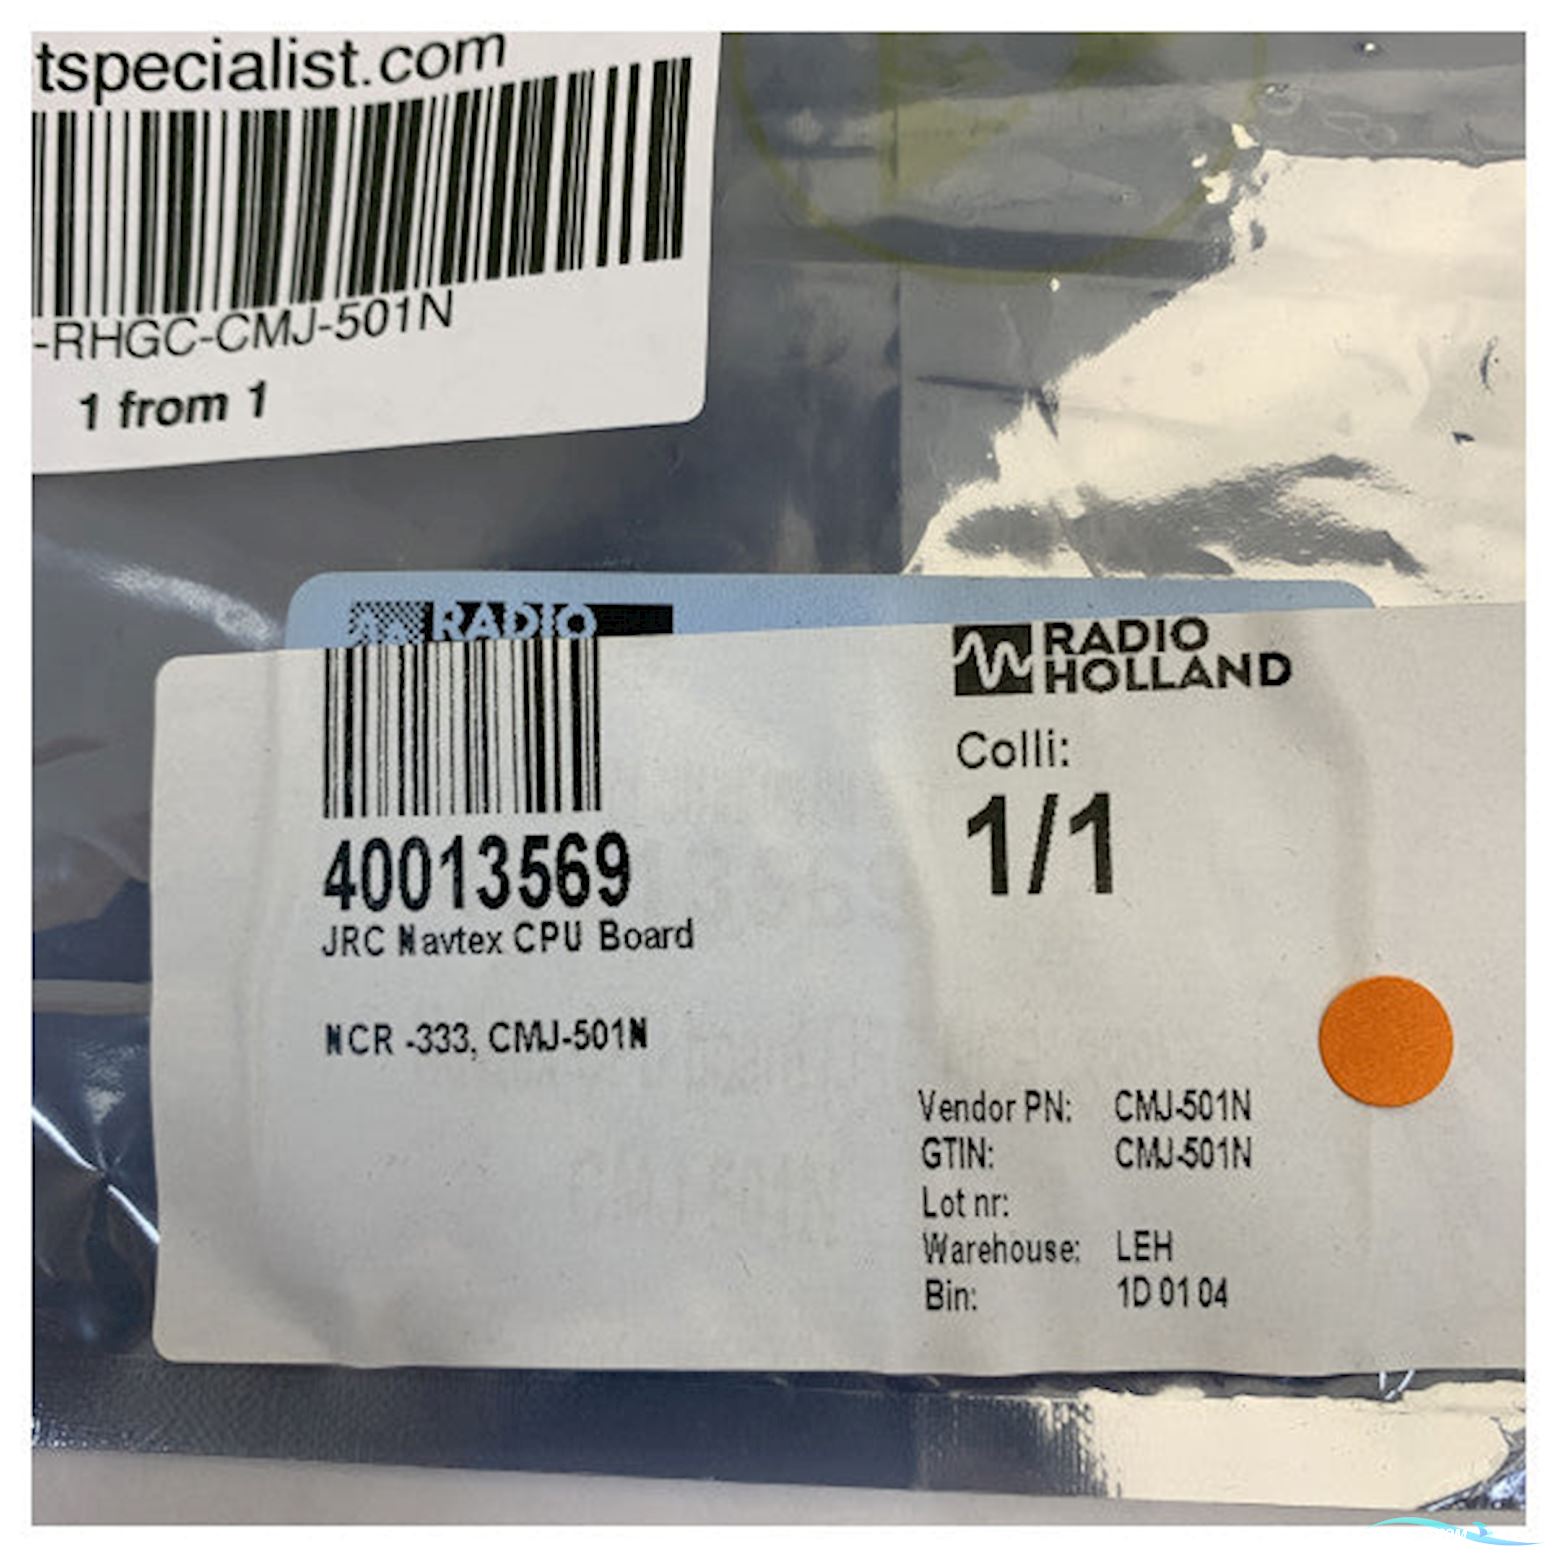 tspecialist.com
-RHGC-CMJ-501N
1 from 1
RADIO
RADIO
HOLLAND
Colli:
1/1
40013569
JRC Navtex CPU Board
NCR -333, CMJ-501N
Vendor PN: CMJ-501N
GTIN: CMJ-501N
Lot nr:
Warehouse: LEH
Bin: 1D 01 04